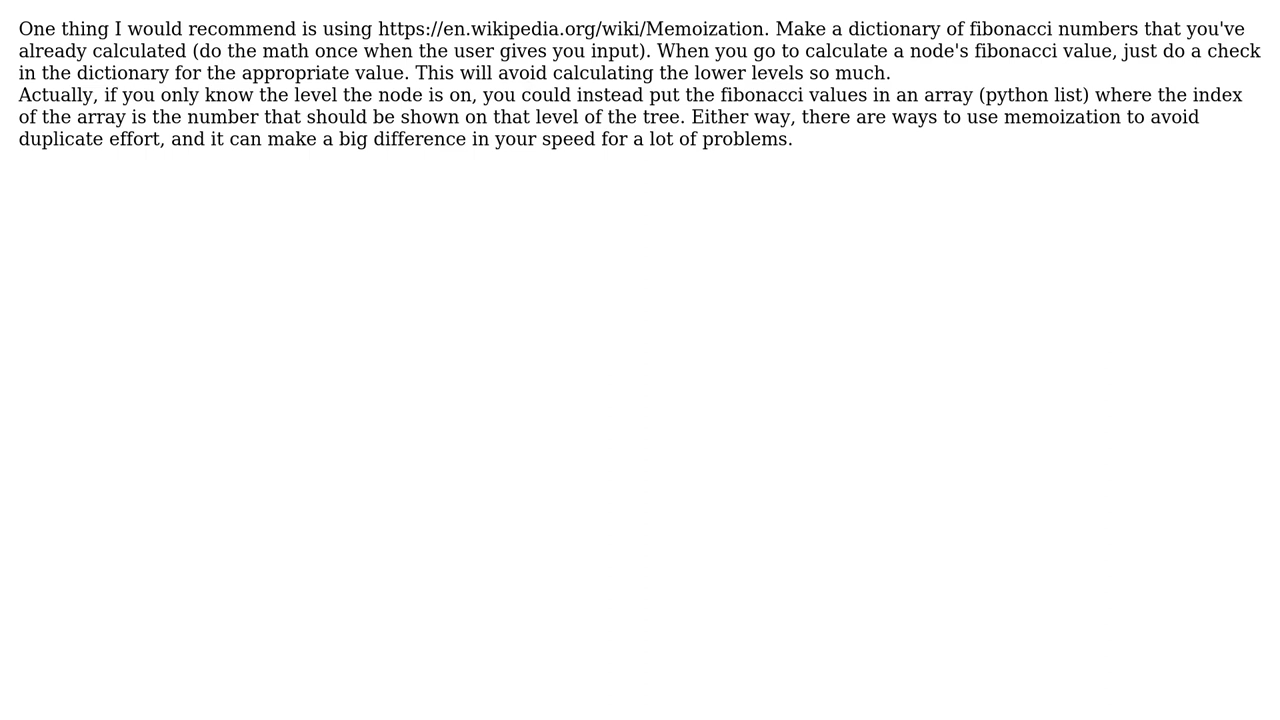 One thing I would recommend is using https://en.wikipedia.org/wiki/Memoization. Make a dictionary of fibonacci numbers that you've
already calculated (do the math once when the user gives you input). When you go to calculate a node's fibonacci value, just do a check
in the dictionary for the appropriate value. This will avoid calculating the lower levels so much.
Actually, if you only know the level the node is on, you could instead put the fibonacci values in an array (python list) where the index
of the array is the number that should be shown on that level of the tree. Either way, there are ways to use memoization to avoid
duplicate effort, and it can make a big difference in your speed for a lot of problems.